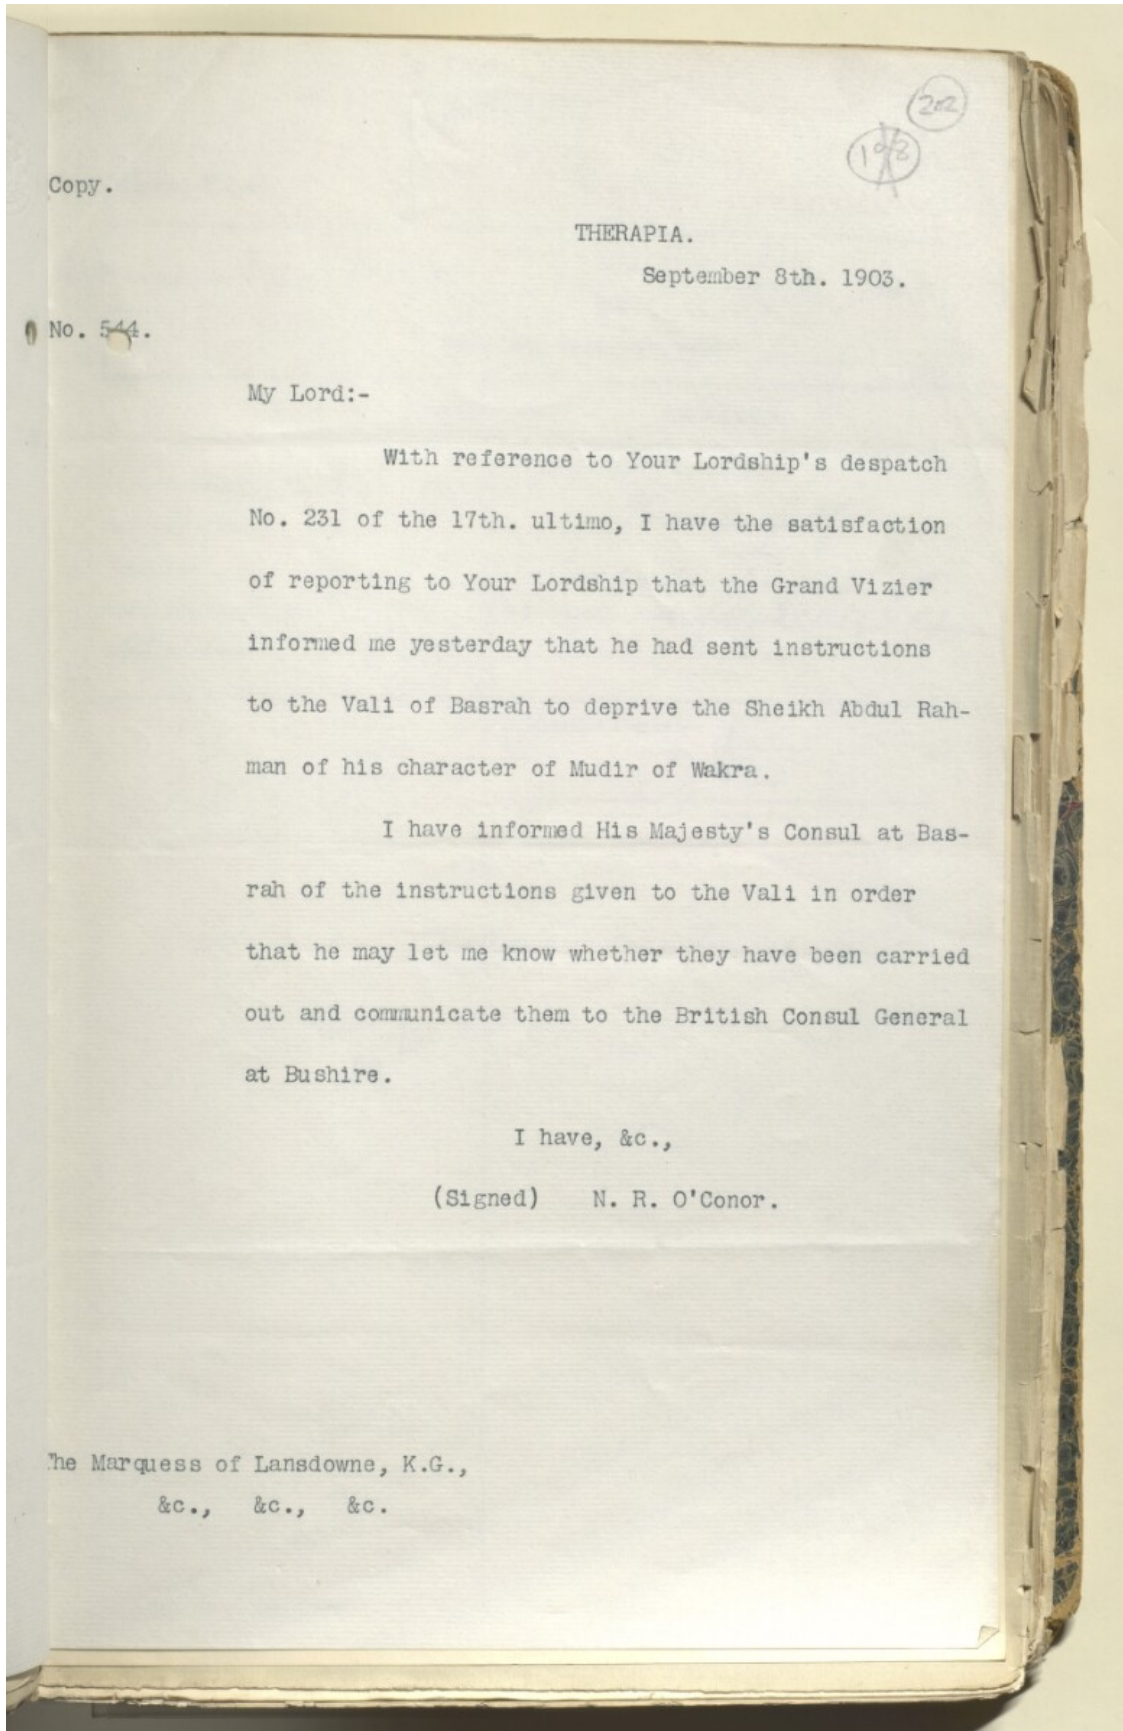 202
198
Copy.
THERAPIA.
September 8th. 1903.
No. 544.
My Lord:-
With reference to Your Lordship's despatch
No. 231 of the 17th. ultimo, I have the satisfaction
of reporting to Your Lordship that the Grand Vizier
informed me yesterday that he had sent instructions
to the Vali of Basrah to deprive the Sheikh Abdul Rah-
man of his character of Mudir of Wakra.
I have informed His Majesty's Consul at Bas-
rah of the instructions given to the Vali in order
that he may let me know whether they have been carried
out and communicate them to the British Consul General
at Bushire.
I have, &c.,
(Signed) N. R. O'Conor.
The Marquess of Lansdowne, K.G.,
&c., &c., &c.